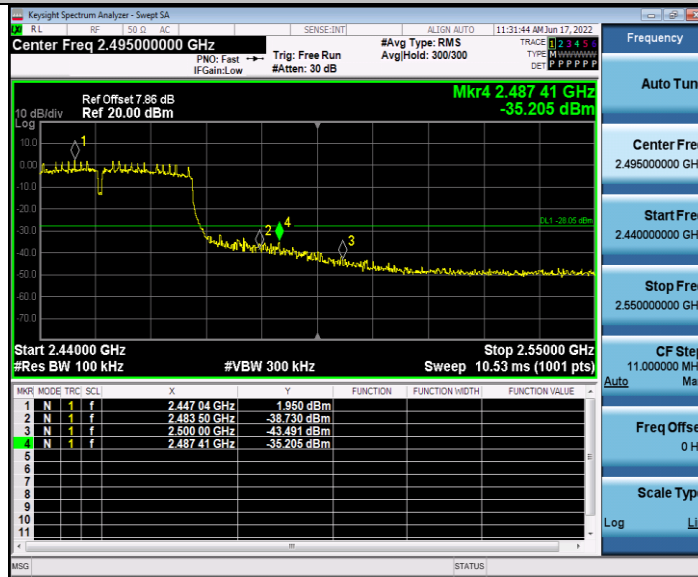 Keysight Spectrum Analyzer - Swept SA
LXI RL RF 50 Ω AC SENSE:INT ALIGN AUTO 11:31:44 AM Jun 17, 2022
Center Freq 2.495000000 GHz
PNO: Fast
IFGain:Low
Trig: Free Run
#Atten: 30 dB
#Avg Type: RMS
Avg|Hold: 300/300
TRACE 1 2 3 4 5 6
TYPE M W W W W W
DET P P P P P P
Mkr4 2.487 41 GHz
-35.205 dBm
Ref Offset 7.86 dB
10 dB/div Ref 20.00 dBm
Log
10.0
0.00
-10.0
-20.0
-30.0
-40.0
-50.0
-60.0
-70.0
1
2
4
3
DL1 -28.05 dBm
Start 2.44000 GHz Stop 2.55000 GHz
#Res BW 100 kHz #VBW 300 kHz Sweep 10.53 ms (1001 pts)
MKR MODE TRC SCL X Y FUNCTION FUNCTION WIDTH FUNCTION VALUE
1 N 1 f 2.447 04 GHz 1.950 dBm
2 N 1 f 2.483 50 GHz -38.730 dBm
3 N 1 f 2.500 00 GHz -43.491 dBm
4 N 1 f 2.487 41 GHz -35.205 dBm
5
6
7
8
9
10
11
MSG STATUS
Frequency
Auto Tun
Center Fre
2.495000000 GH
Start Fre
2.440000000 GH
Stop Fre
2.550000000 GH
CF Ste
11.000000 MH
Auto Ma
Freq Offse
0 H
Scale Typ
Log Li